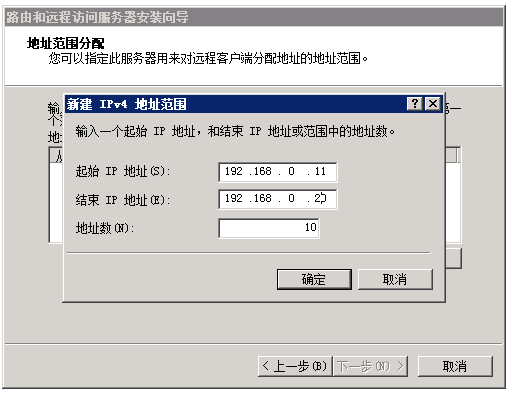 路由和远程访问服务器安装向导
地址范围分配
您可以指定此服务器用来对远程客户端分配地址的地址范围。
新建 IPv4 地址范围
输入一个起始 IP 地址，和结束 IP 地址或范围中的地址数。
起始 IP 地址(S):
192 .168 . 0 .11
结束 IP 地址(E):
192 .168 . 0 .20
地址数(N):
10
确定
取消
< 上一步(B)
下一步(N) >
取消